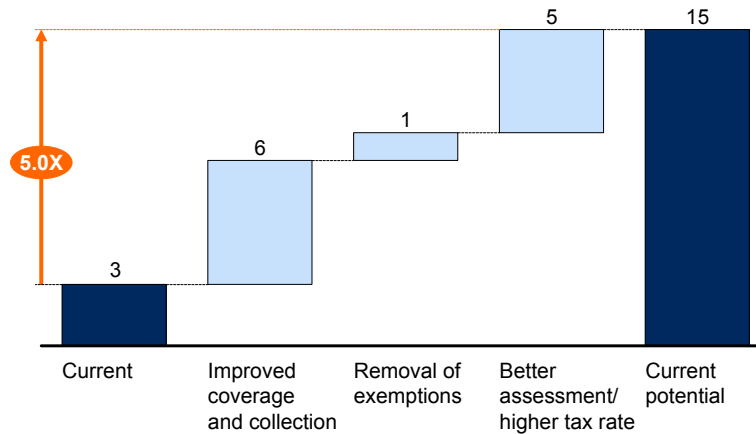 5
15
1
6
5.0X
3
Current
Improved
coverage
and collection
Removal of
exemptions
Better
assessment/
higher tax rate
Current
potential